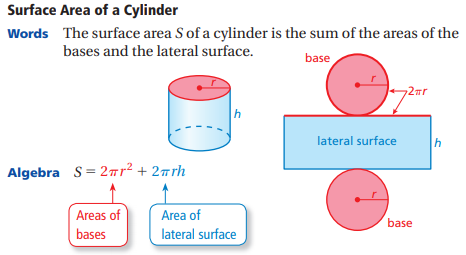 Surface Area of a Cylinder
Words The surface area S of a cylinder is the sum of the areas of the
bases and the lateral surface.
r
h
base
r
2πr
lateral surface
h
r
base
Algebra S = 2πr² + 2πrh
Areas of
bases
Area of
lateral surface